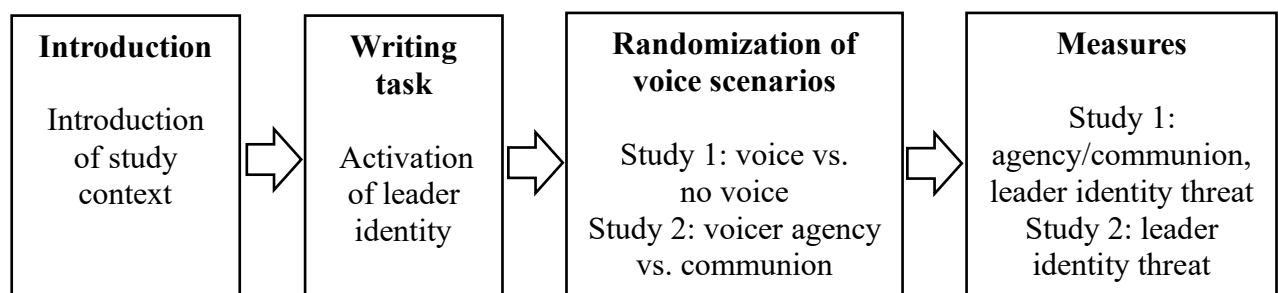 Introduction
Introduction
of study
context
Writing
task
Activation
of leader
identity
Randomization of
voice scenarios
Study 1: voice vs.
no voice
Study 2: voicer agency
vs. communion
Measures
Study 1:
agency/communion,
leader identity threat
Study 2: leader
identity threat